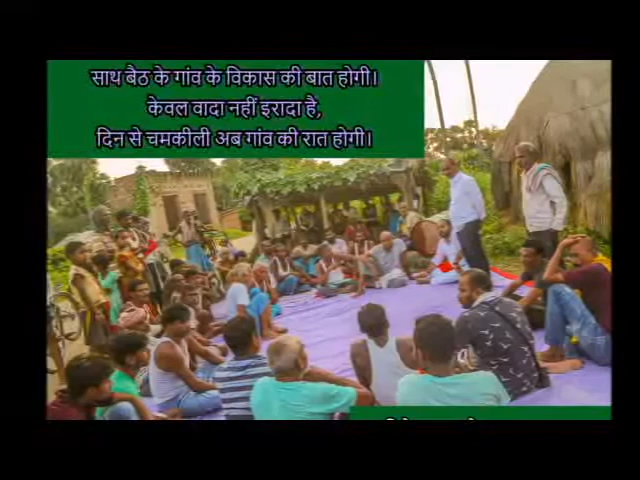 साथ बैठ के गांव के विकास की बात होगी।
केवल वादा नहीं इरादा है,
दिन से चमकीली अब गांव की रात होगी।